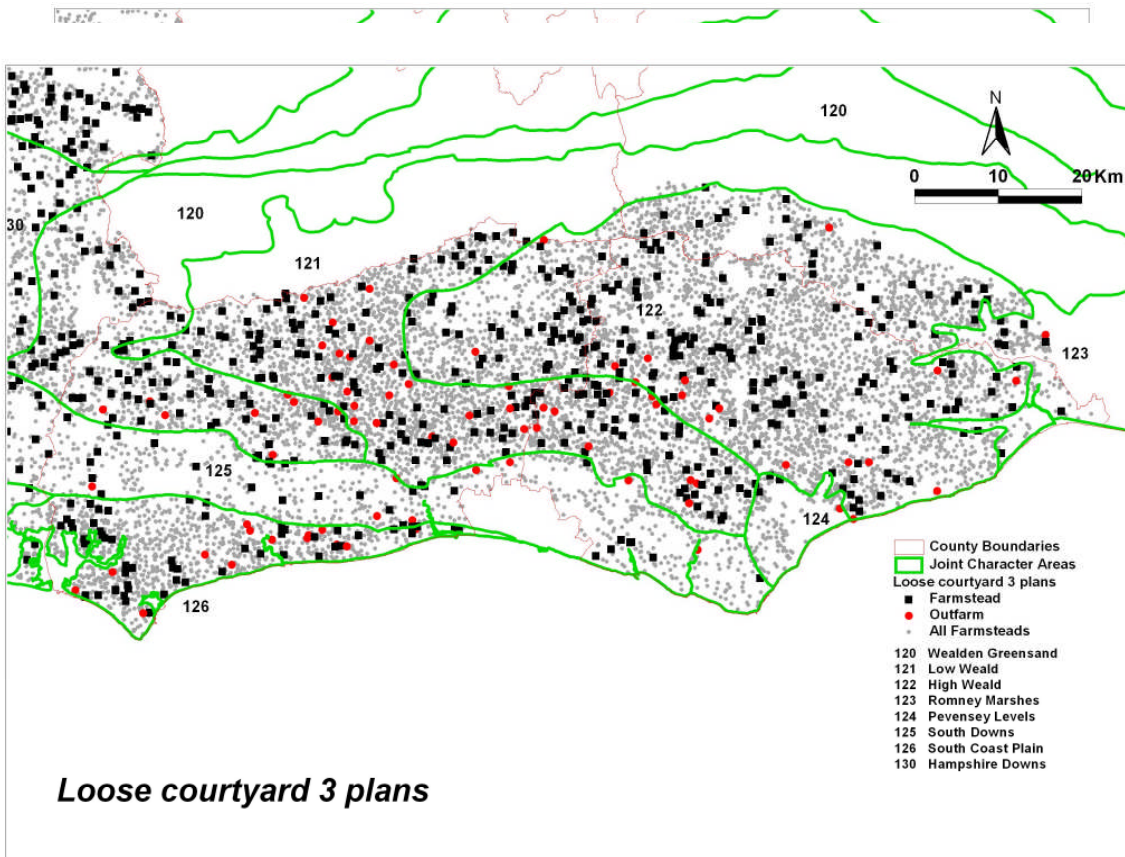 120
N
0 10 20 Km
120
30
121
122
123
125
124
126
County Boundaries
Joint Character Areas
Loose courtyard 3 plans
Farmstead
Outfarm
All Farmsteads
120 Wealden Greensand
121 Low Weald
122 High Weald
123 Romney Marshes
124 Pevensey Levels
125 South Downs
126 South Coast Plain
130 Hampshire Downs
Loose courtyard 3 plans